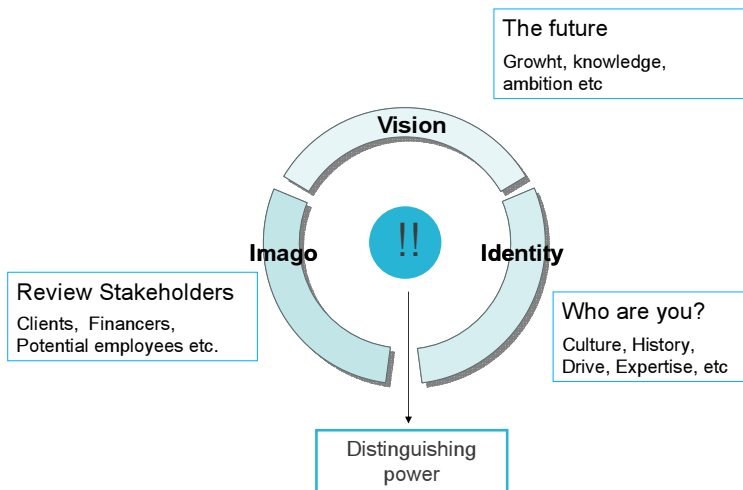 The future
Growht, knowledge,
ambition etc
Vision
!!
Imago
Identity
Review Stakeholders
Clients, Financers,
Potential employees etc.
Who are you?
Culture, History,
Drive, Expertise, etc
Distinguishing
power